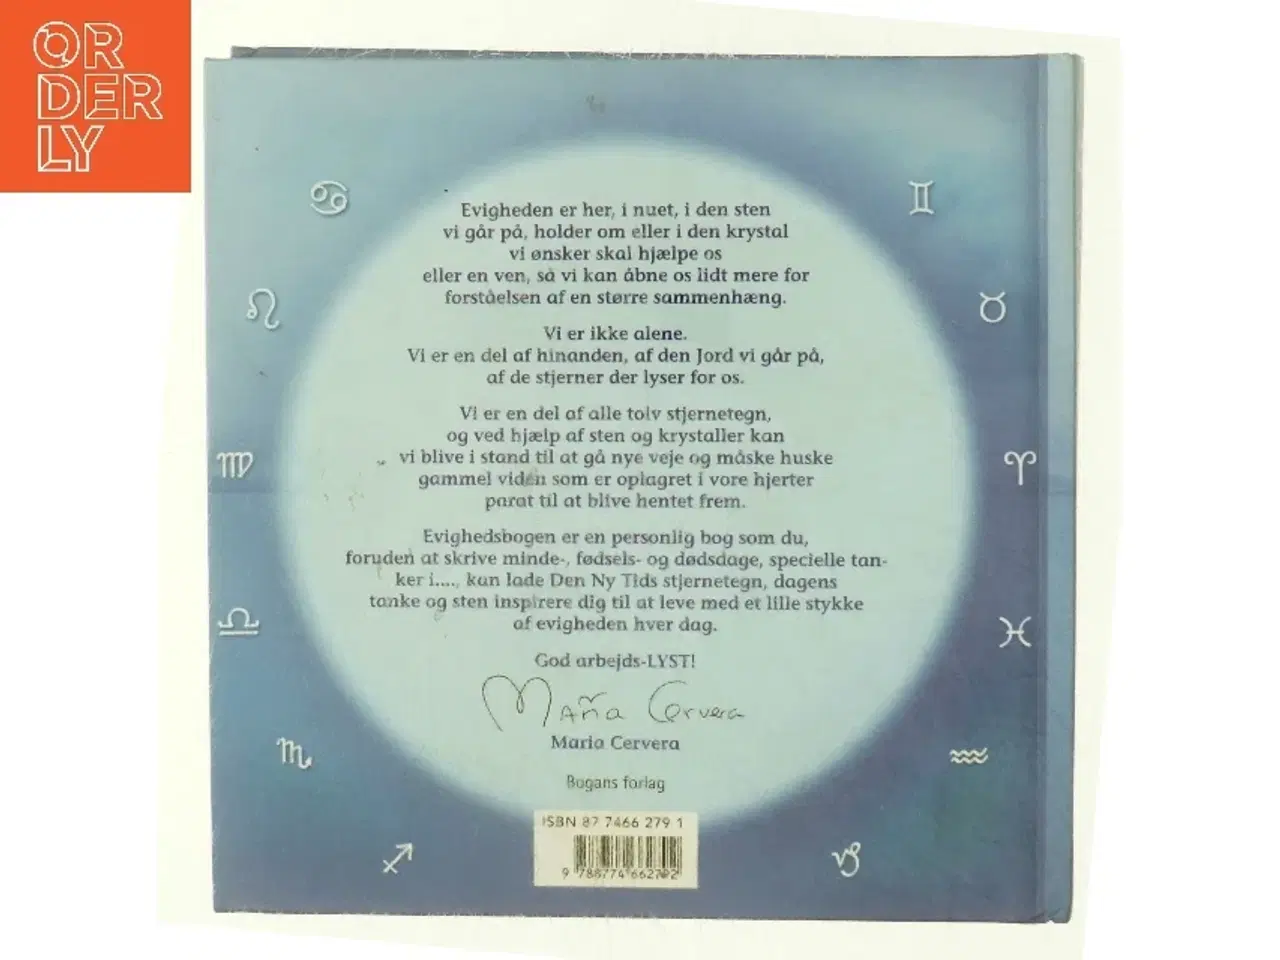 OR
DER
LY
Evigheden er her, i nuet, i den sten
vi går på, holder om eller i den krystal
vi ønsker skal hjælpe os
eller en ven, så vi kan åbne os lidt mere for
forståelsen af en større sammenhæng.
Vi er ikke alene.
Vi er en del af hinanden, af den Jord vi går på,
af de stjerner der lyser for os.
Vi er en del af alle tolv stjernetegn,
og ved hjælp af sten og krystaller kan
vi blive i stand til at gå nye veje og måske huske
gammel viden som er oplagret i vore hjerter
parat til at blive hentet frem.
Evighedsbogen er en personlig bog som du,
foruden at skrive minde-, fødsels- og dødsdage, specielle tan-
ker i...., kan lade Den Ny Tids stjernetegn, dagens
tanke og sten inspirere dig til at leve med et lille stykke
af evigheden hver dag.
God arbejds-LYST!
Maria Cervera
Maria Cervera
Bogans forlag
ISBN 87 7466 279 1
9 788774 662792